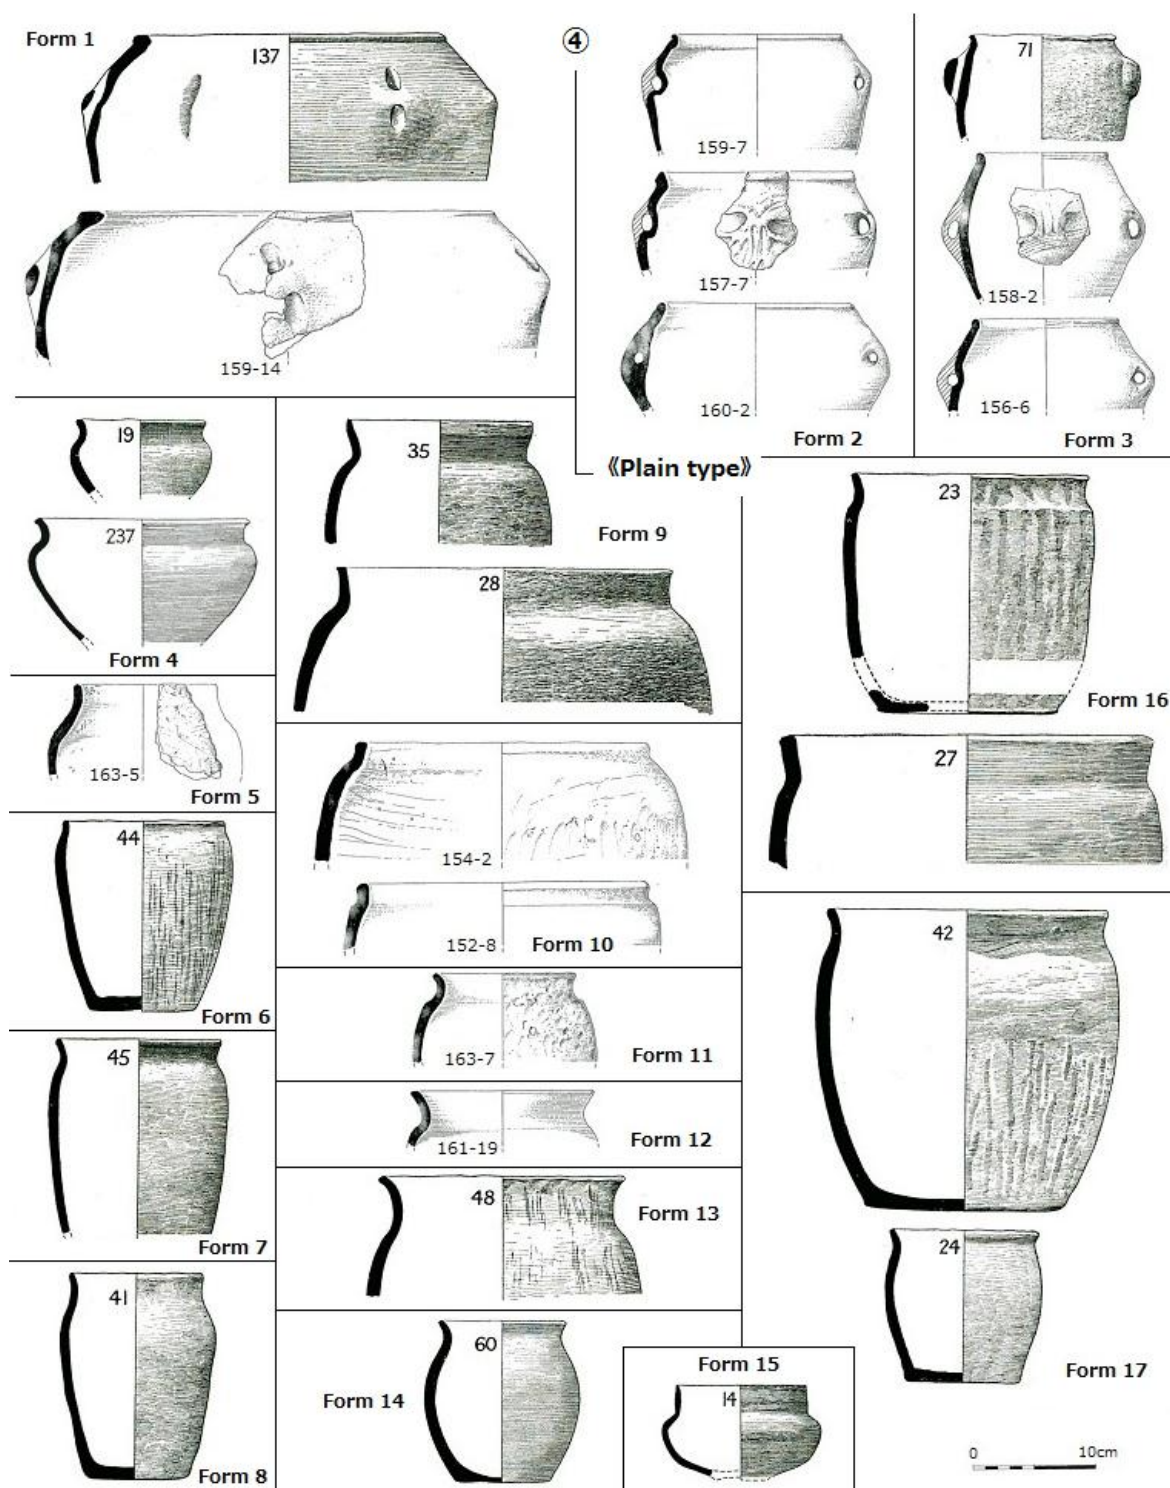 Form 1
137
④
159-7
71
157-7
158-2
159-14
160-2
156-6
Form 2
Form 3
《Plain type》
19
35
23
237
Form 9
28
Form 4
163-5
Form 5
Form 16
44
27
154-2
152-8
Form 10
42
Form 6
45
163-7
Form 11
161-19
Form 12
48
Form 13
Form 7
24
41
60
Form 14
Form 15
14
Form 17
Form 8
0 10cm